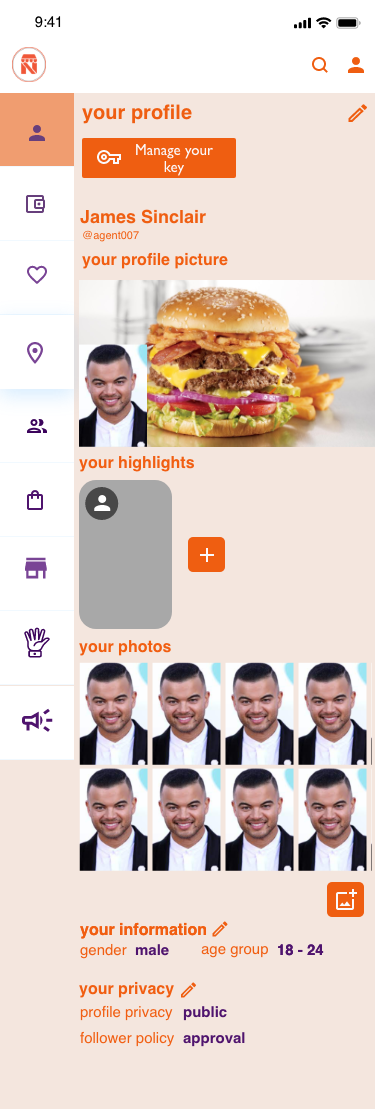 9:41
your profile
Manage your
key
James Sinclair
@agent007
your profile picture
your highlights
your photos
your information
gender male age group 18 - 24
your privacy
profile privacy public
follower policy approval